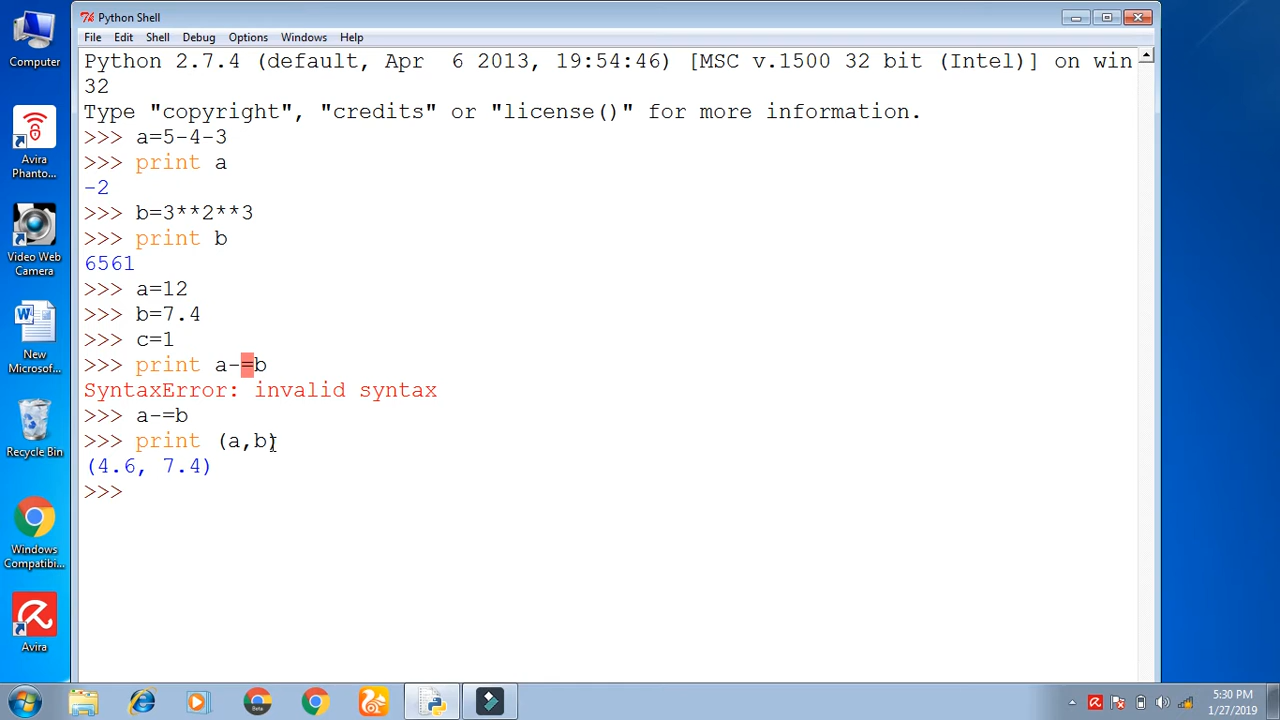 Python Shell
File Edit Shell Debug Options Windows Help
Python 2.7.4 (default, Apr  6 2013, 19:54:46) [MSC v.1500 32 bit (Intel)] on win
32
Type "copyright", "credits" or "license()" for more information.
>>> a=5-4-3
>>> print a
-2
>>> b=3**2**3
>>> print b
6561
>>> a=12
>>> b=7.4
>>> c=1
>>> print a-=b
SyntaxError: invalid syntax
>>> a-=b
>>> print (a,b)
(4.6, 7.4)
>>>
Computer
Avira
Phanto...
Video Web
Camera
New
Microsof...
Recycle Bin
Windows
Compatibi...
Avira
Beta
5:30 PM
1/27/2019